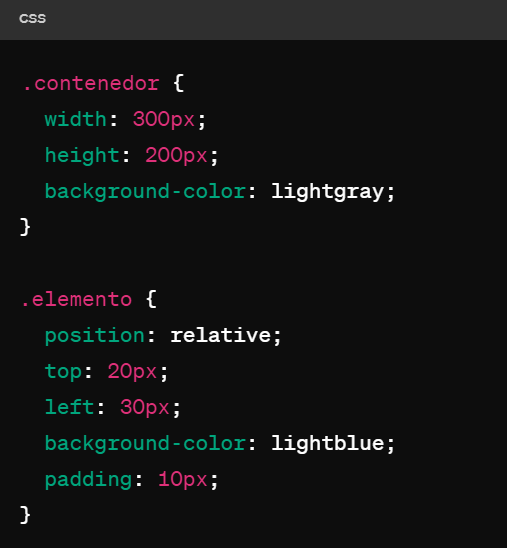 css
.contenedor {
  width: 300px;
  height: 200px;
  background-color: lightgray;
}
.elemento {
  position: relative;
  top: 20px;
  left: 30px;
  background-color: lightblue;
  padding: 10px;
}